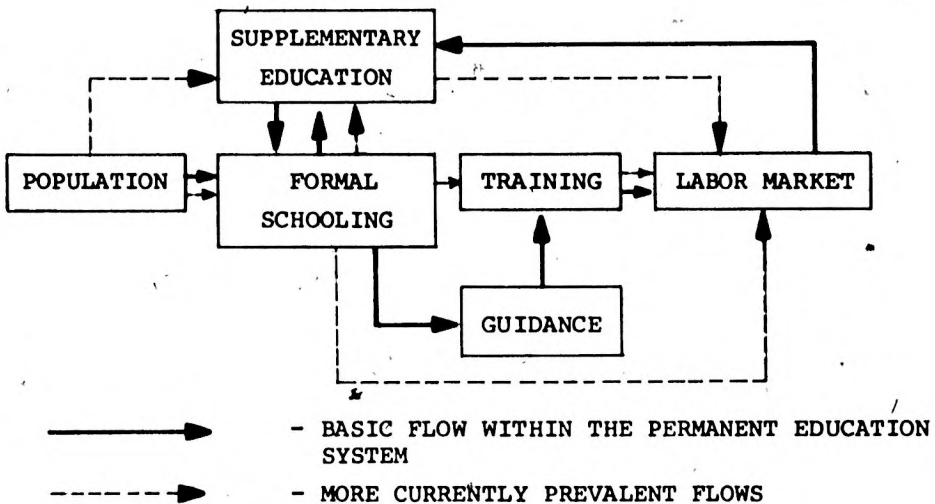 SUPPLEMENTARY
EDUCATION
POPULATION
FORMAL
SCHOOLING
TRAINING
LABOR MARKET
GUIDANCE
- BASIC FLOW WITHIN THE PERMANENT EDUCATION
SYSTEM
- MORE CURRENTLY PREVALENT FLOWS